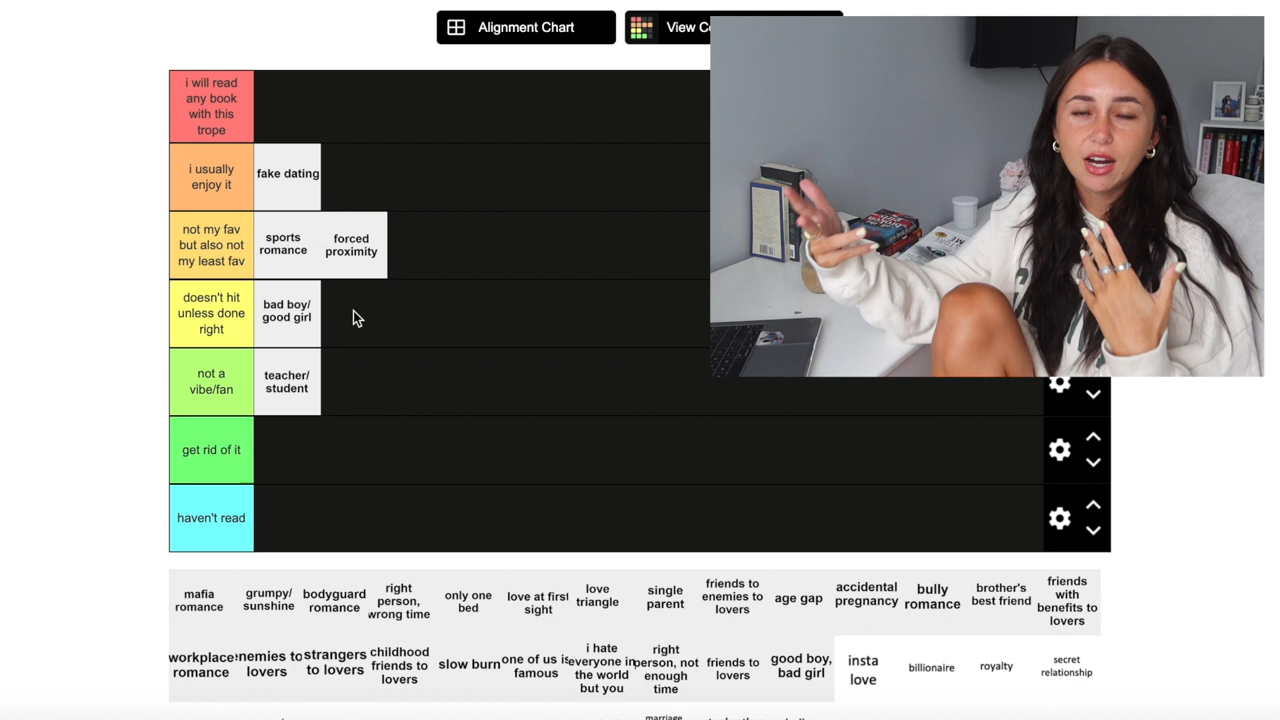 Alignment Chart
View
i will read
any book
with this
trope
i usually
enjoy it
fake dating
not my fav
but also not
my least fav
sports
romance
forced
proximity
doesn't hit
unless done
right
bad boy/
good girl
not a
vibe/fan
teacher/
student
get rid of it
haven't read
mafia
romance
grumpy/
sunshine
bodyguard
romance
right
person,
wrong time
only one
bed
love at first
sight
love
triangle
single
parent
friends to
enemies to
lovers
age gap
accidental
pregnancy
bully
romance
brother's
best friend
friends
with
benefits to
lovers
workplace
romance
enemies to
lovers
strangers
to lovers
childhood
friends to
lovers
slow burn
one of us is
famous
i hate
everyone in
the world
but you
right
person, not
enough
time
friends to
lovers
good boy,
bad girl
insta
love
billionaire
royalty
secret
relationship
marriage